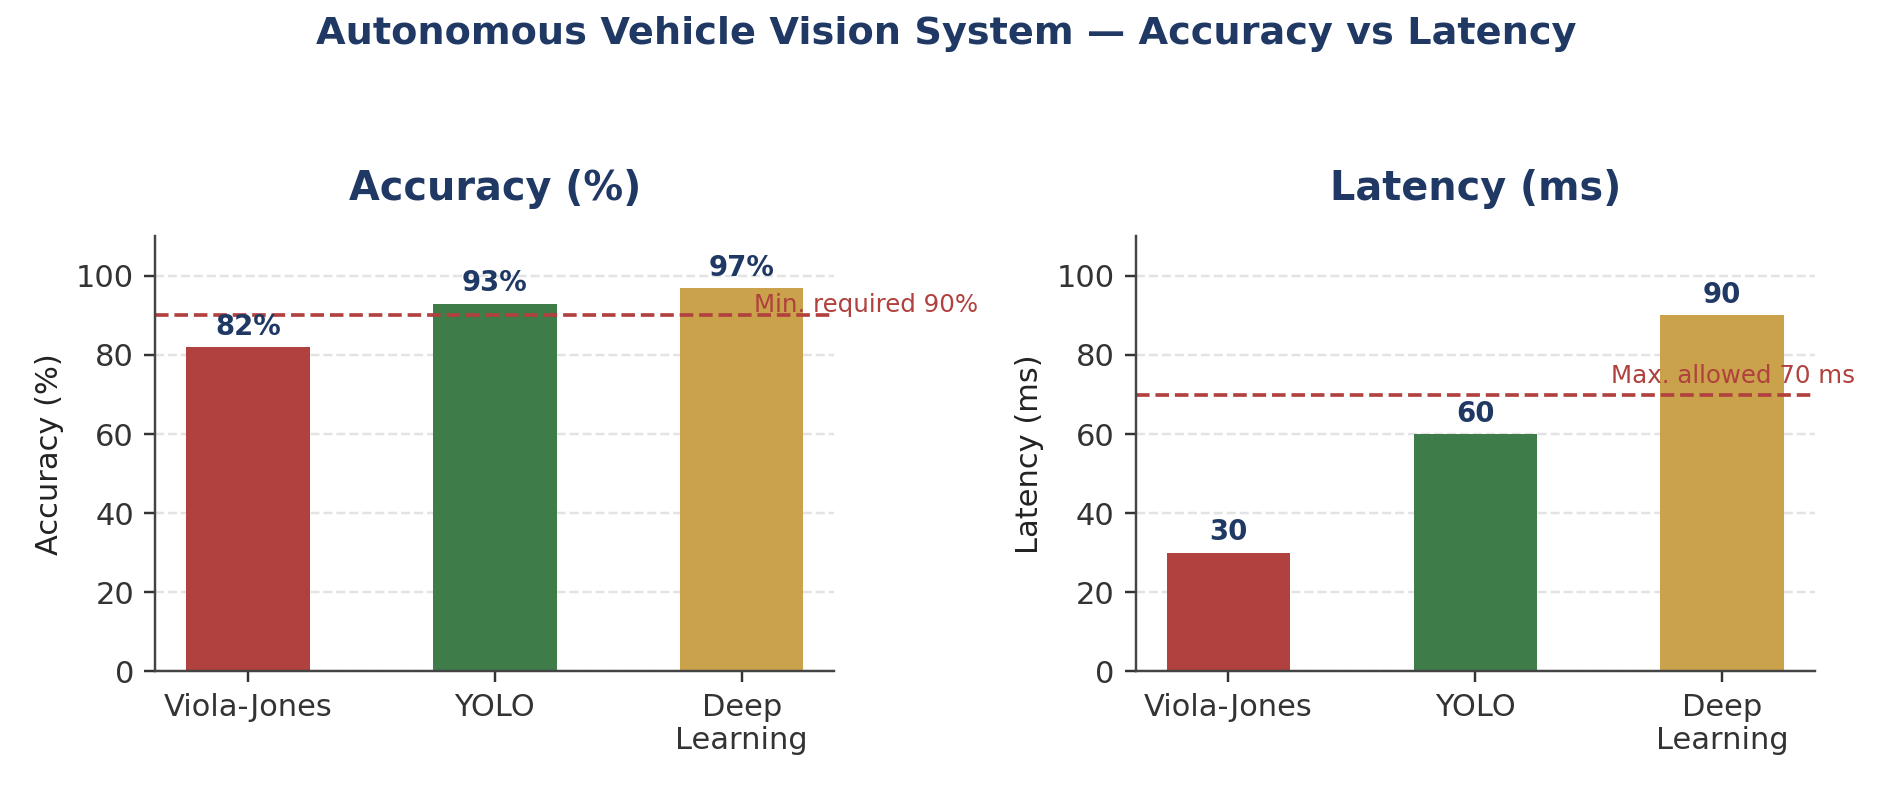 Autonomous Vehicle Vision System — Accuracy vs Latency
Accuracy (%)
Accuracy (%)
100
80
60
40
20
0
82%
93%
97%
Min. required 90%
Viola-Jones
YOLO
Deep
Learning
Latency (ms)
Latency (ms)
100
80
60
40
20
0
30
60
90
Max. allowed 70 ms
Viola-Jones
YOLO
Deep
Learning